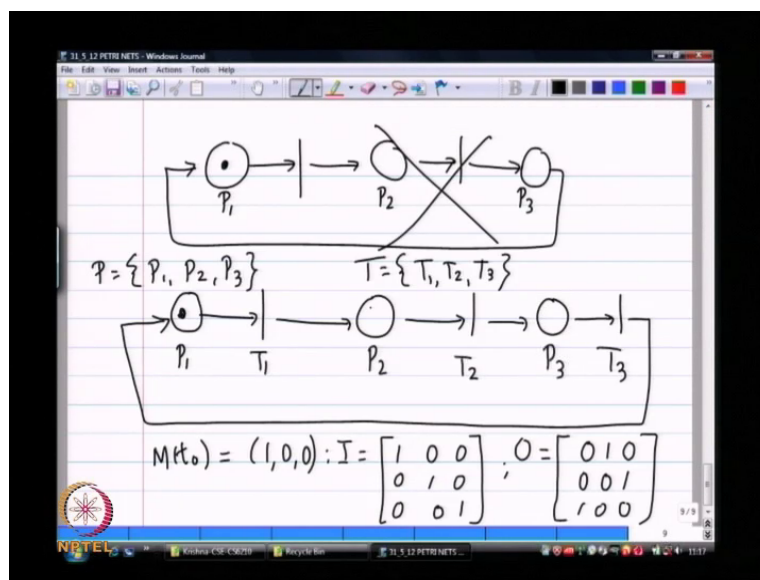 31_5_12 PETRI NETS - Windows Journal
File Edit View Insert Actions Tools Help
B I
P₁ P₂ P₃
P = {P₁, P₂, P₃} T = {T₁, T₂, T₃}
P₁ T₁ P₂ T₂ P₃ T₃
M(t₀) = (1,0,0) : I = [1 0 0 ; O = [0 1 0
0 1 0 0 0 1
0 0 1] 1 0 0]
9/9
9
NPTEL
Krishna-CSE-CS6210 Recycle Bin 31_5_12 PETRI NETS ... 11:17